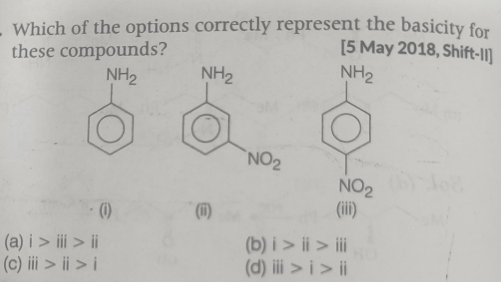 Which of the options correctly represent the basicity for
these compounds? [5 May 2018, Shift-II]
NH2 NH2 NH2
NO2
NO2
(i) (ii) (iii)
(a) i > iii > ii (b) i > ii > iii
(c) iii > ii > i (d) iii > i > ii